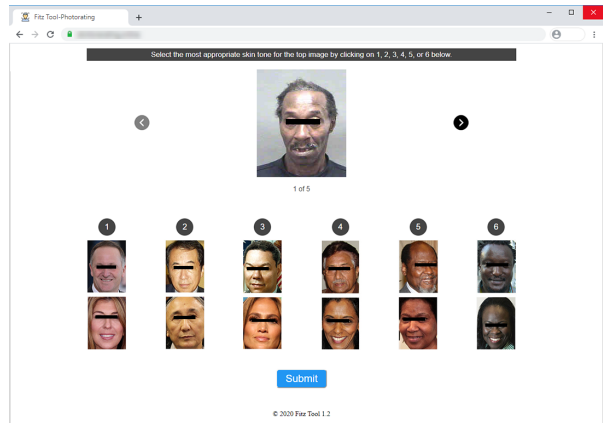 Fitz Tool-Photorating
Select the most appropriate skin tone for the top image by clicking on 1, 2, 3, 4, 5, or 6 below.
1 of 5
1 2 3 4 5 6
Submit
© 2020 Fitz Tool 1.2